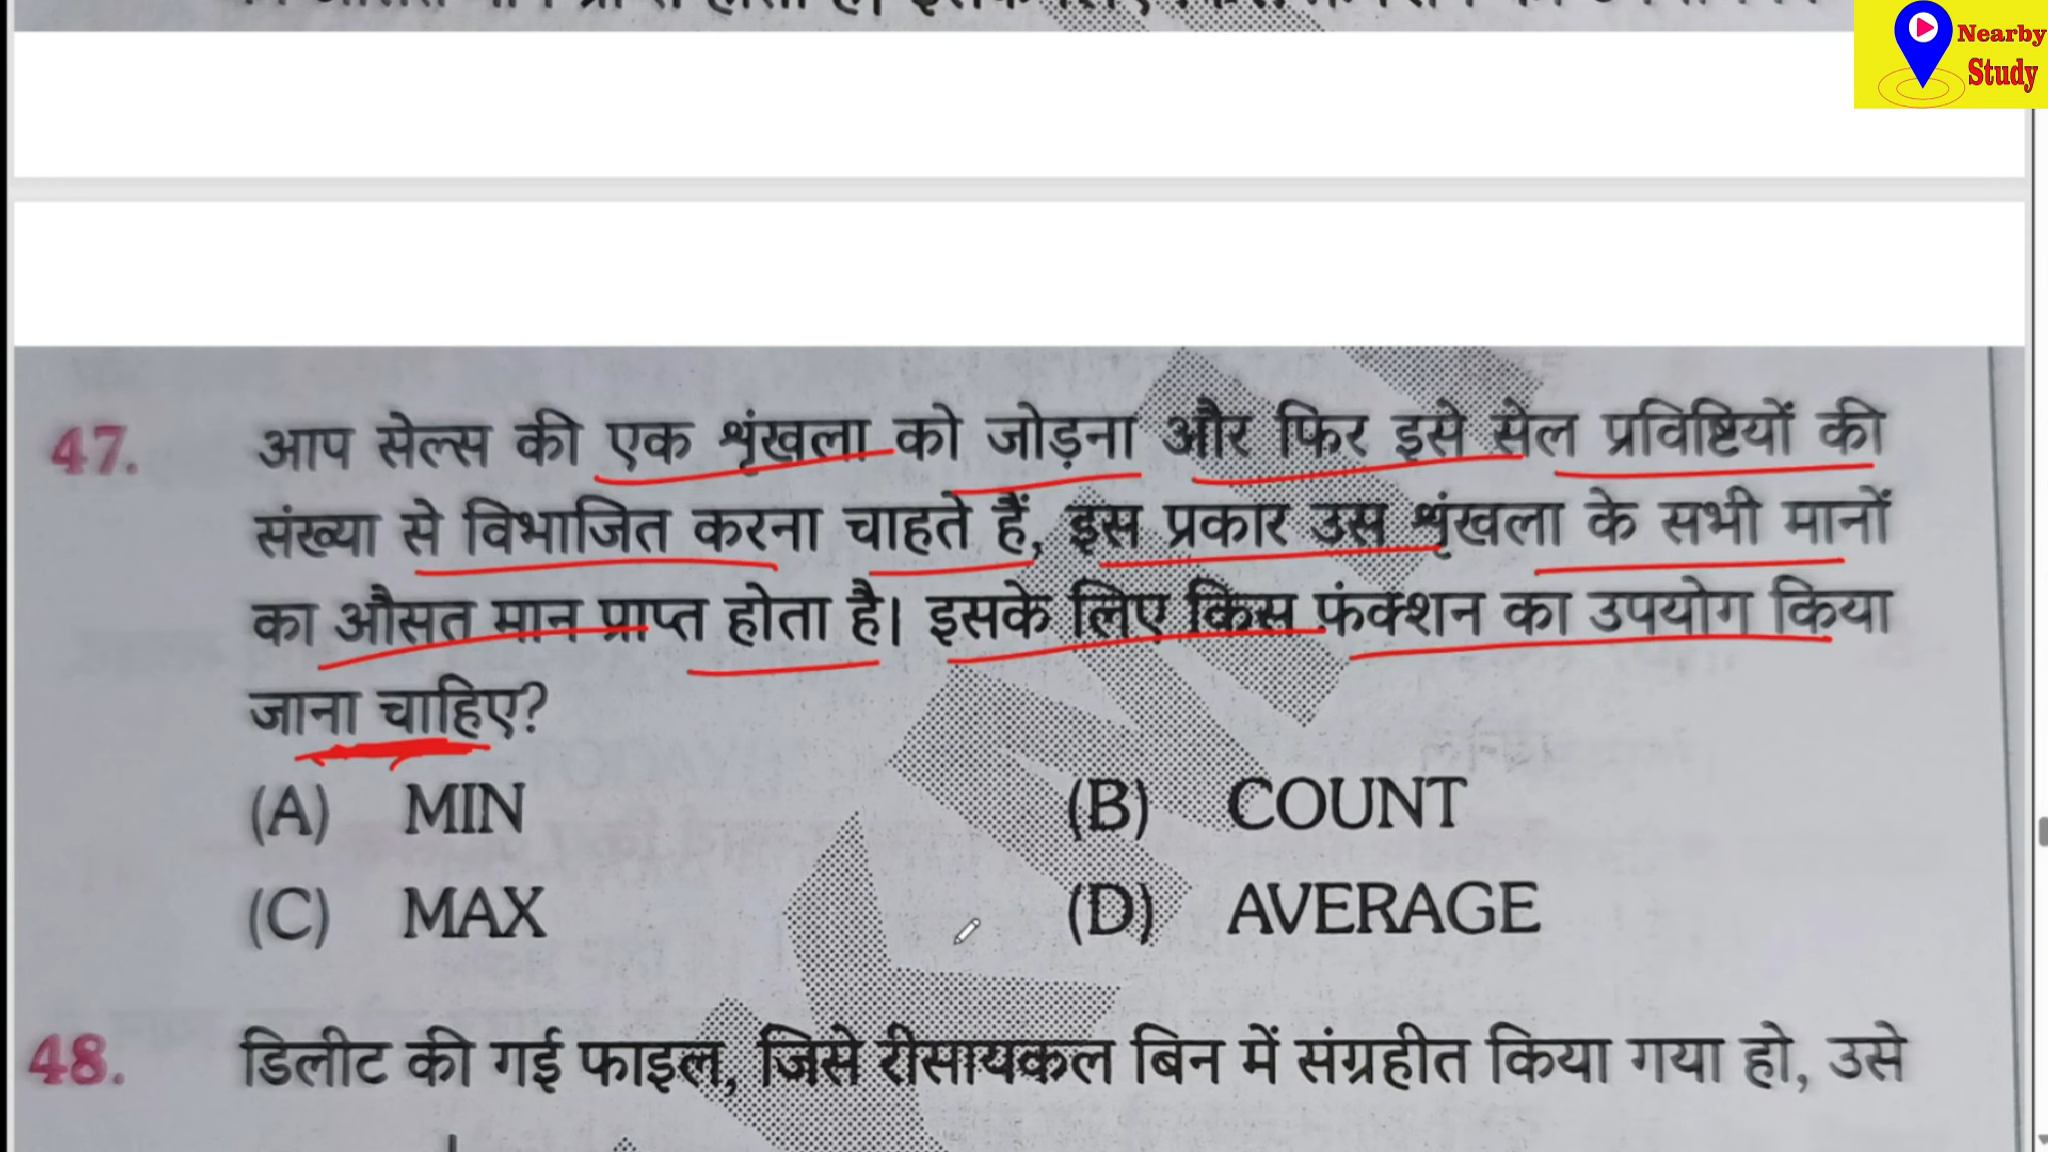 Nearby
Study
47. आप सेल्स की एक शृंखला को जोड़ना और फिर इसे सेल प्रविष्टियों की
संख्या से विभाजित करना चाहते हैं, इस प्रकार उस शृंखला के सभी मानों
का औसत मान प्राप्त होता है। इसके लिए किस फंक्शन का उपयोग किया
जाना चाहिए?
(A) MIN (B) COUNT
(C) MAX (D) AVERAGE
48. डिलीट की गई फाइल, जिसे रीसायकल बिन में संग्रहीत किया गया हो, उसे